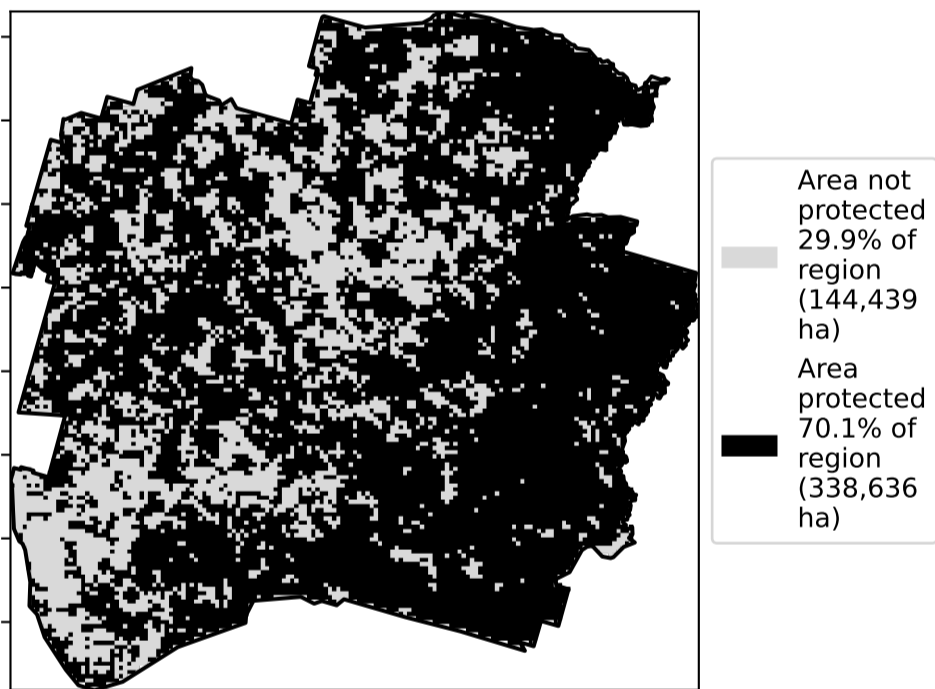 Area not
protected
29.9% of
region
(144,439
ha)
Area
protected
70.1% of
region
(338,636
ha)